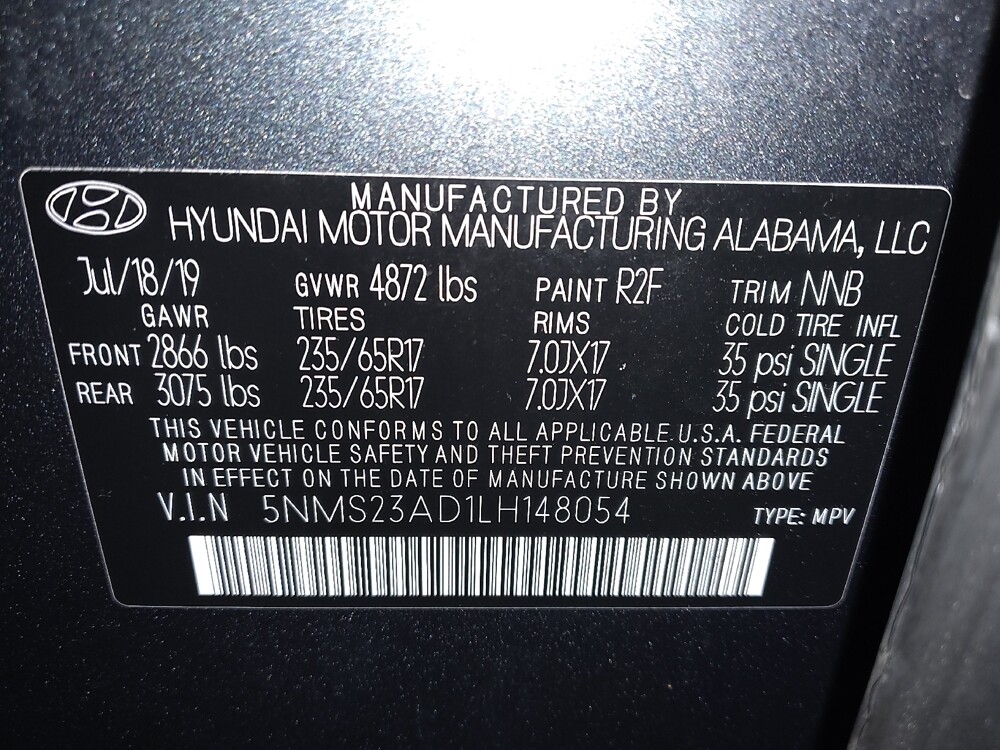 MANUFACTURED BY
HYUNDAI MOTOR MANUFACTURING ALABAMA, LLC
Jul/18/19 GVWR 4872 lbs PAINT R2F TRIM NNB
GAWR TIRES RIMS COLD TIRE INFL
FRONT 2866 lbs 235/65R17 7.0JX17 35 psi SINGLE
REAR 3075 lbs 235/65R17 7.0JX17 35 psi SINGLE
THIS VEHICLE CONFORMS TO ALL APPLICABLE U.S.A. FEDERAL
MOTOR VEHICLE SAFETY AND THEFT PREVENTION STANDARDS
IN EFFECT ON THE DATE OF MANUFACTURE SHOWN ABOVE
V.I.N 5NMS23AD1LH148054 TYPE: MPV